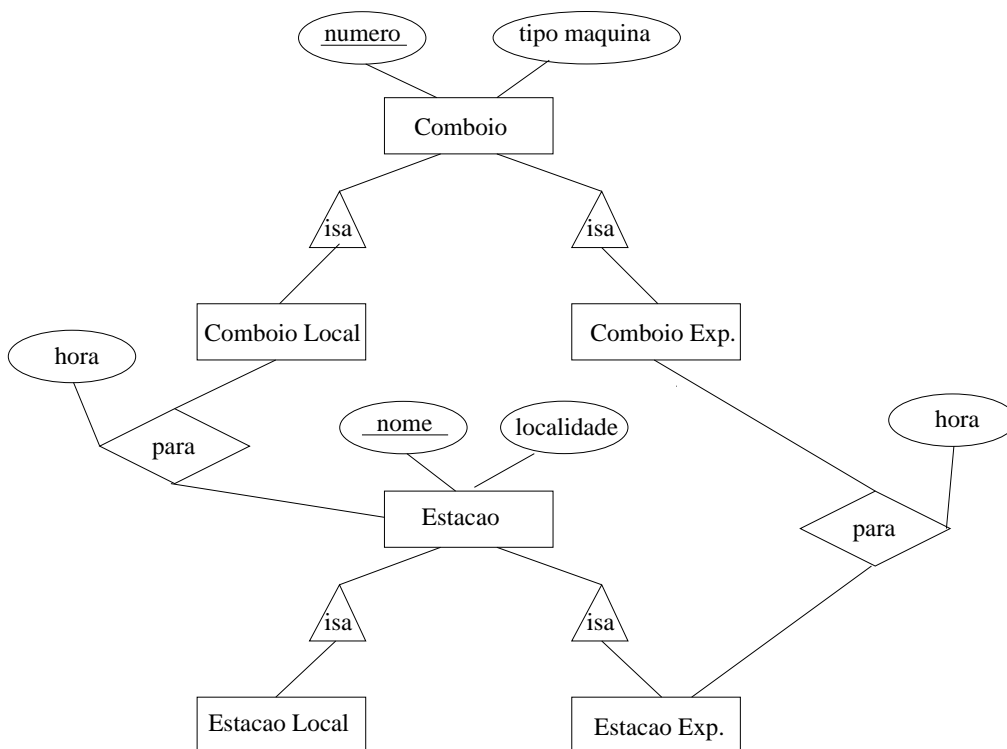 numero
tipo maquina
Comboio
isa
isa
Comboio Local
Comboio Exp.
hora
nome
localidade
hora
para
Estacao
para
isa
isa
Estacao Local
Estacao Exp.